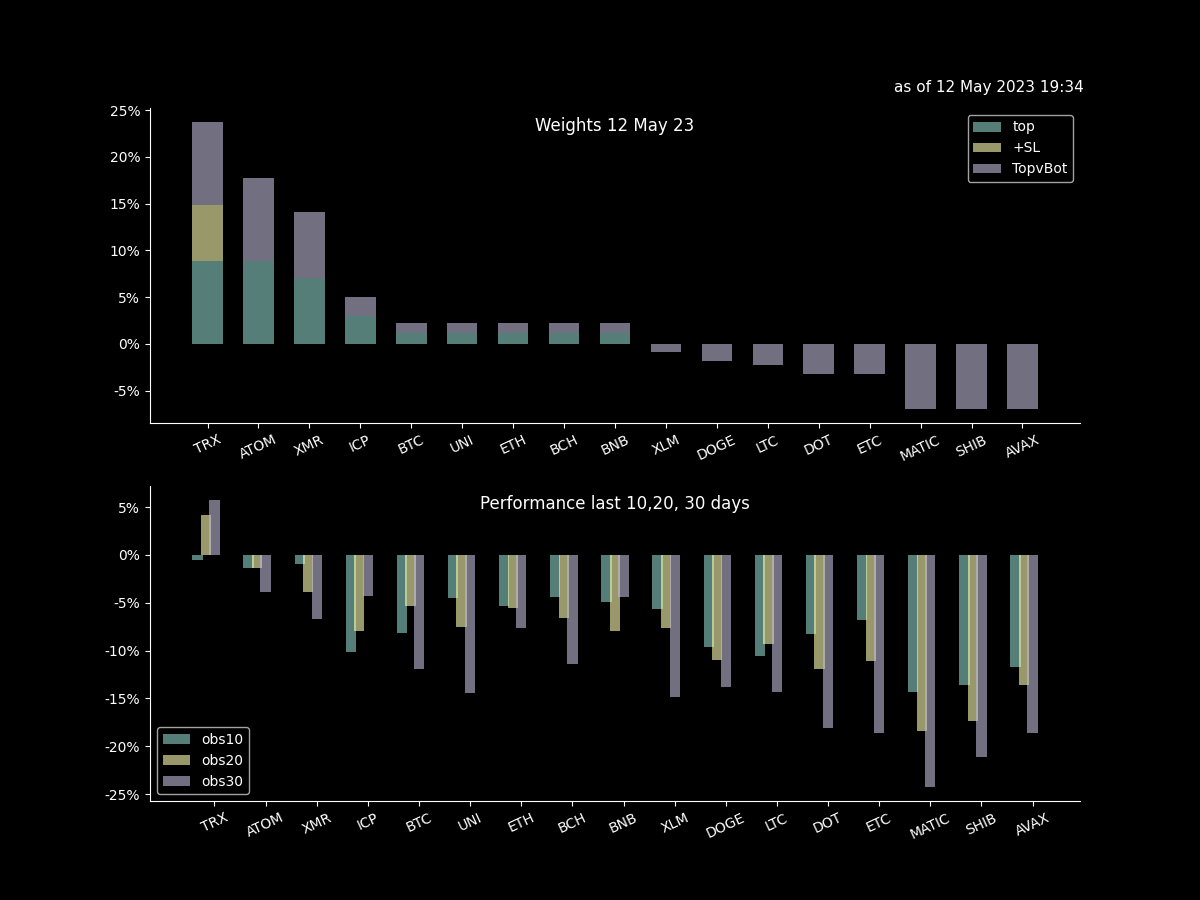 as of 12 May 2023 19:34
Weights 12 May 23
top
+SL
TopvBot
25%
20%
15%
10%
5%
0%
-5%
TRX ATOM XMR ICP BTC UNI ETH BCH BNB XLM DOGE LTC DOT ETC MATIC SHIB AVAX
Performance last 10,20, 30 days
5%
0%
-5%
-10%
-15%
-20%
-25%
obs10
obs20
obs30
TRX ATOM XMR ICP BTC UNI ETH BCH BNB XLM DOGE LTC DOT ETC MATIC SHIB AVAX